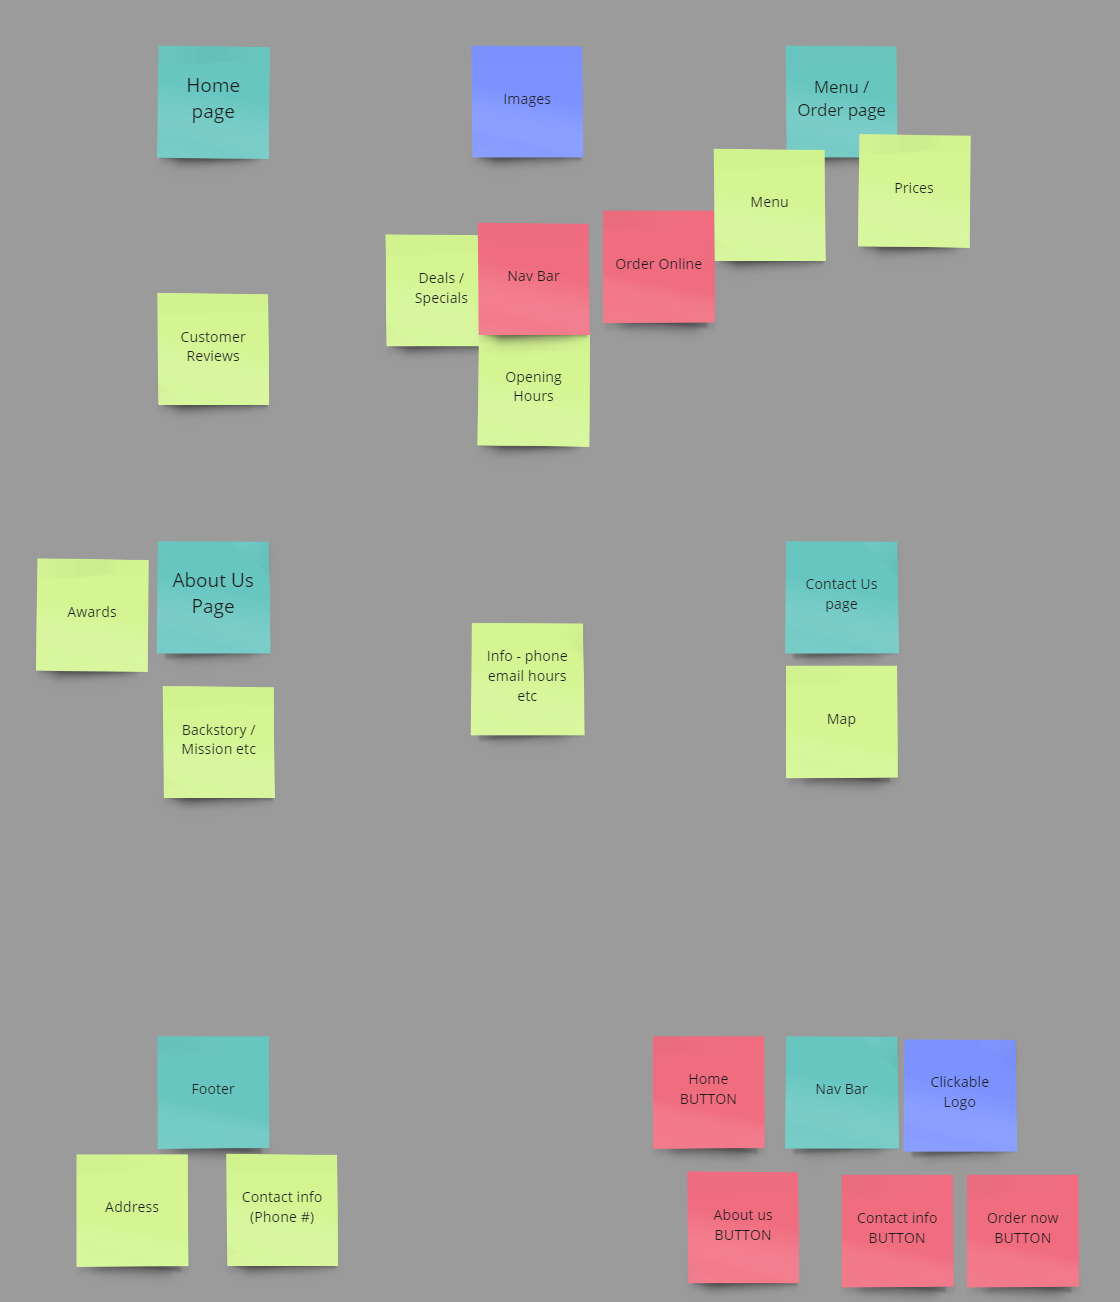 Home
page
Images
Menu /
Order page
Menu
Prices
Deals /
Specials
Nav Bar
Order Online
Customer
Reviews
Opening
Hours
Awards
About Us
Page
Contact Us
page
Info - phone
email hours
etc
Backstory /
Mission etc
Map
Footer
Home
BUTTON
Nav Bar
Clickable
Logo
Address
Contact info
(Phone #)
About us
BUTTON
Contact info
BUTTON
Order now
BUTTON